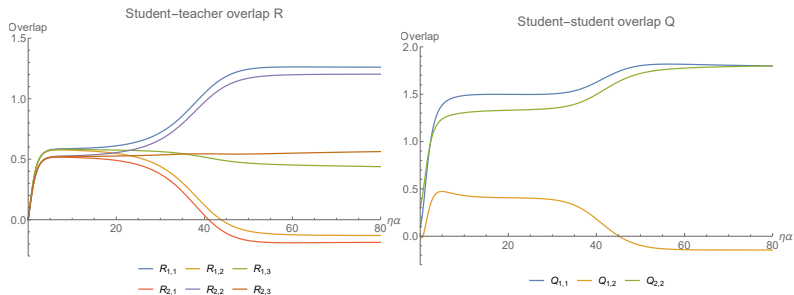 Student–teacher overlap R
Overlap
1.5
1.0
0.5
0.0
20
40
60
80
ηα
R1,1 R1,2 R1,3
R2,1 R2,2 R2,3
Student–student overlap Q
Overlap
2.0
1.5
1.0
0.5
0.0
20
40
60
80
ηα
Q1,1 Q1,2 Q2,2